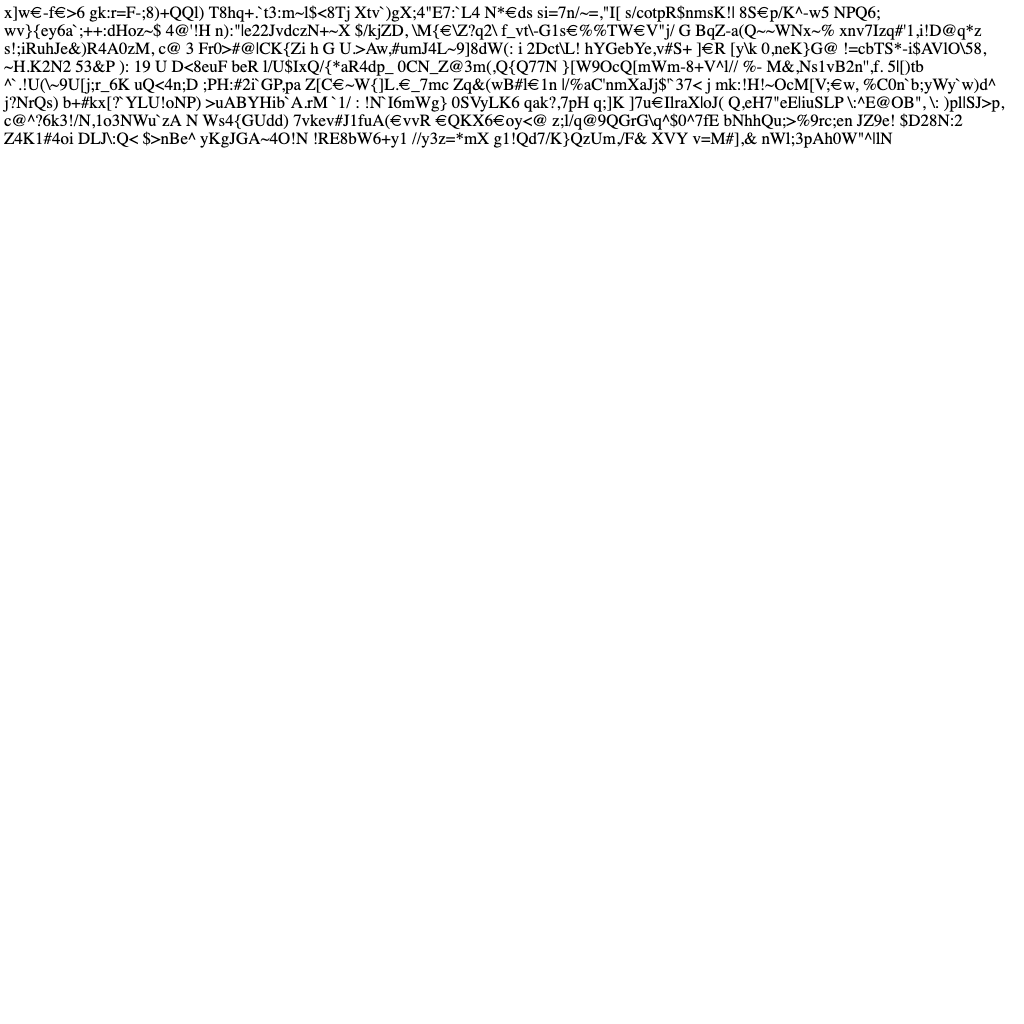 x]w€-f€>6 gk:r=F-;8)+QQl) T8hq+.`t3:m~l$<8Tj Xtv`)gX;4"E7:`L4 N*€ds si=7n/~=,"I[ s/cotpR$nmsK!| 8S€p/K^-w5 NPQ6;
wv}{ey6a`;++:dHoz~$ 4@'!H n):"|e22JvdczN+~X $/kjZD, \M{€\Z?q2\ f_vt\-G1s€%%TW€V"j/ G BqZ-a(Q~~WNx~% xnv7Izq#'1,i!D@q*z
s!;iRuhJe&)R4A0zM, c@ 3 Fr0>#@|CK{Zi h G U.>Aw,#umJ4L~9]8dW(: i 2Dct\L! hYGebYe,v#S+ ]€R [y\k 0,neK}G@ !=cbTS*-i$AVlO\58,
~H.K2N2 53&P ): 19 U D<8euF beR l/U$IxQ/{*aR4dp_ 0CN_Z@3m(,Q{Q77N }[W9OcQ[mWm-8+V^l// %- M&,Ns1vB2n",f. 5l[)tb
^`.!U(\~9U[j;r_6K uQ<4n;D ;PH:#2i`GP,pa Z[C€~W{]L.€_7mc Zq&(wB#l€1n l/%aC'nmXaJj$"`37< j mk:!H!~OcM[V;€w, %C0n`b;yWy`w)d^
j?NrQs) b+#kx[?`YLU!oNP) >uABYHib`A.rM `1/ : !N`I6mWg} 0SVyLK6 qak?,7pH q;]K ]7u€IlraX|oJ( Q,eH7"eE|iuSLP \:^E@OB", \: )pl|SJ>p,
c@^?6k3!/N,1o3NWu`zA N Ws4{GUdd) 7vkev#J1fuA(€vvR €QKX6€oy<@ z;l/q@9QGrG\q^$0^7fE bNhhQu;>%9rc;en JZ9e! $D28N:2
Z4K1#4oi DLJ\:Q< $>nBe^ yKgJGA~4O!N !RE8bW6+y1 //y3z=*mX g1!Qd7/K}QzUm,/F& XVY v=M#],& nWl;3pAh0W"^||lN